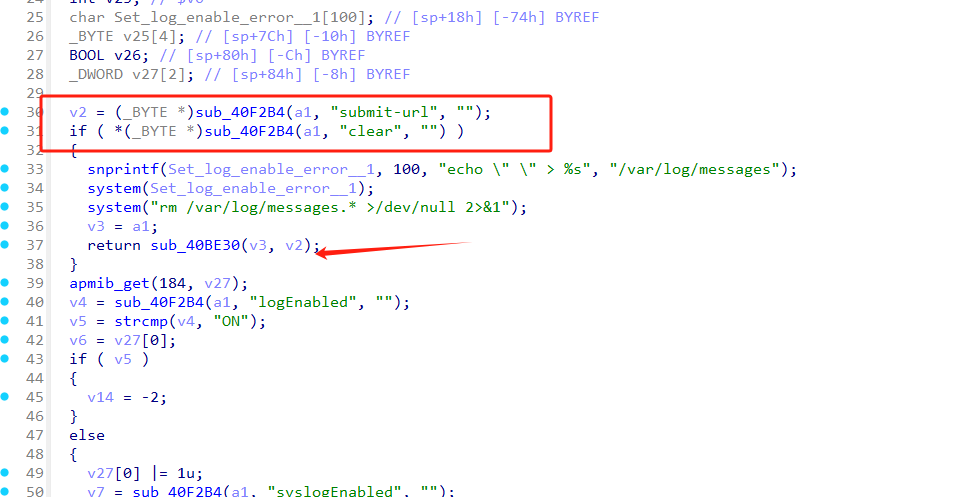 24 int v23; // $v0
25 char Set_log_enable_error__1[100]; // [sp+18h] [-74h] BYREF
26 _BYTE v25[4]; // [sp+7Ch] [-10h] BYREF
27 BOOL v26; // [sp+80h] [-Ch] BYREF
28 _DWORD v27[2]; // [sp+84h] [-8h] BYREF
29
30 v2 = (_BYTE *)sub_40F2B4(a1, "submit-url", "");
31 if ( *(_BYTE *)sub_40F2B4(a1, "clear", "") )
32 {
33 snprintf(Set_log_enable_error__1, 100, "echo \" \" > %s", "/var/log/messages");
34 system(Set_log_enable_error__1);
35 system("rm /var/log/messages.* >/dev/null 2>&1");
36 v3 = a1;
37 return sub_40BE30(v3, v2);
38 }
39 apmib_get(184, v27);
40 v4 = sub_40F2B4(a1, "logEnabled", "");
41 v5 = strcmp(v4, "ON");
42 v6 = v27[0];
43 if ( v5 )
44 {
45 v14 = -2;
46 }
47 else
48 {
49 v27[0] |= 1u;
50 v7 = sub_40F2B4(a1, "syslogEnabled", "");